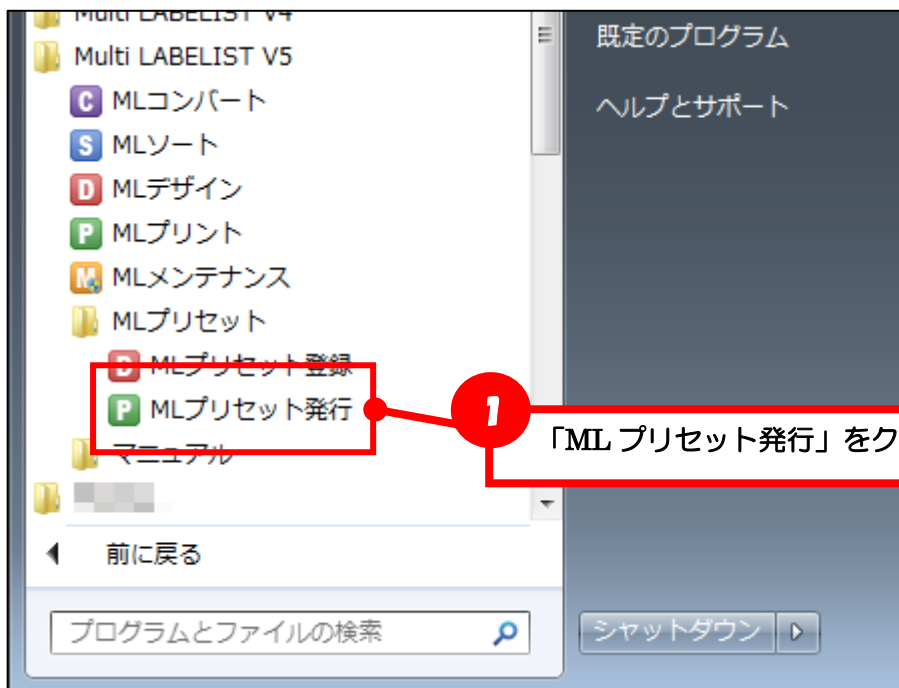 Multi LABELIST V4
Multi LABELIST V5
C MLコンバート
S MLソート
D MLデザイン
P MLプリント
M MLメンテナンス
MLプリセット
D MLプリセット登録
P MLプリセット発行
マニュアル
前に戻る
プログラムとファイルの検索
既定のプログラム
ヘルプとサポート
1
「ML プリセット発行」をク
シャットダウン